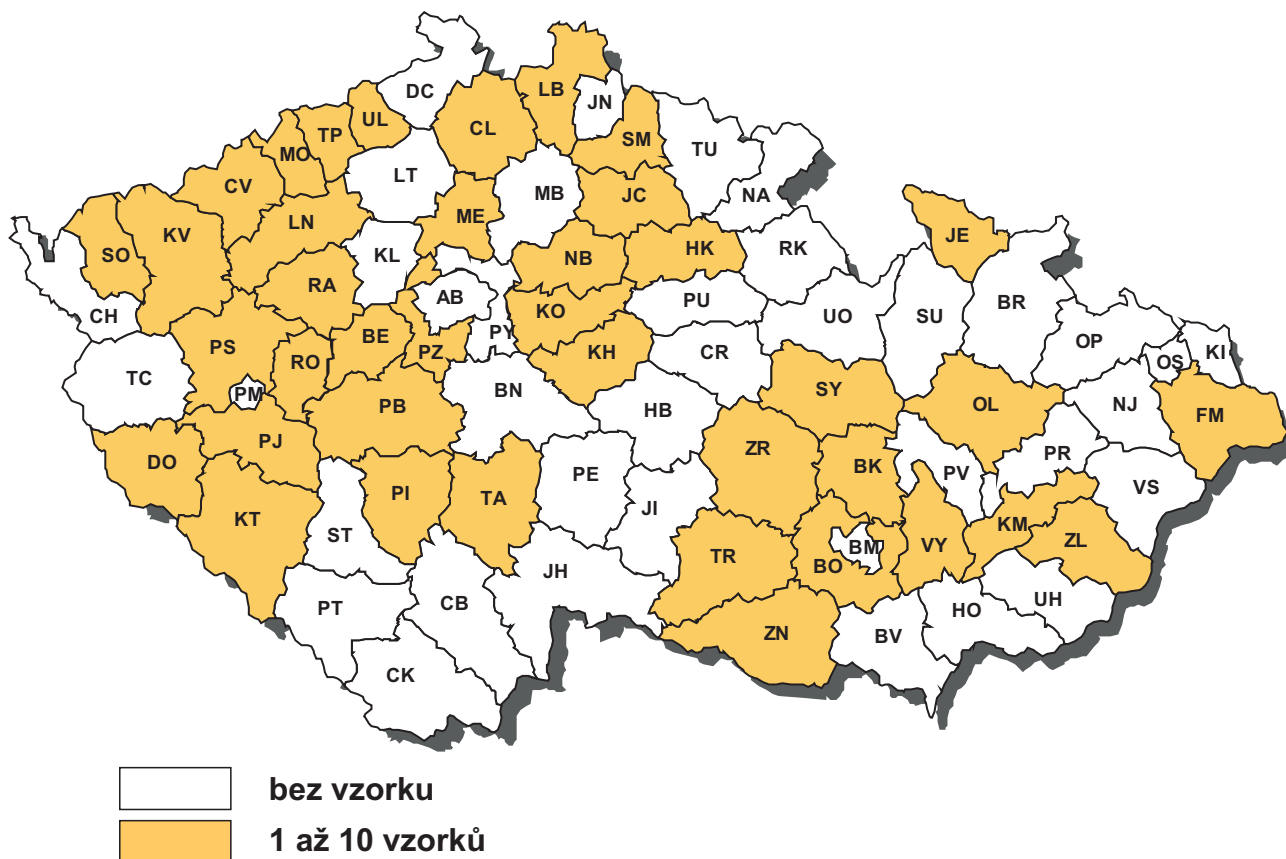 DC
LB
JN
UL
TP
CL
MO
SM
TU
LT
CV
MB
JC
NA
LN
ME
KV
SO
KL
NB
HK
RK
JE
RA
AB
KO
PU
BR
CH
UO
SU
PY
BE
PS
PZ
KH
CR
OP
KI
OS
RO
TC
PM
BN
SY
PB
HB
OL
NJ
FM
PJ
DO
ZR
PR
BK
PV
PE
VS
PI
TA
JI
KT
ST
KM
ZL
BM
VY
TR
BO
JH
PT
CB
UH
HO
ZN
BV
CK
bez vzorku
1 až 10 vzorků